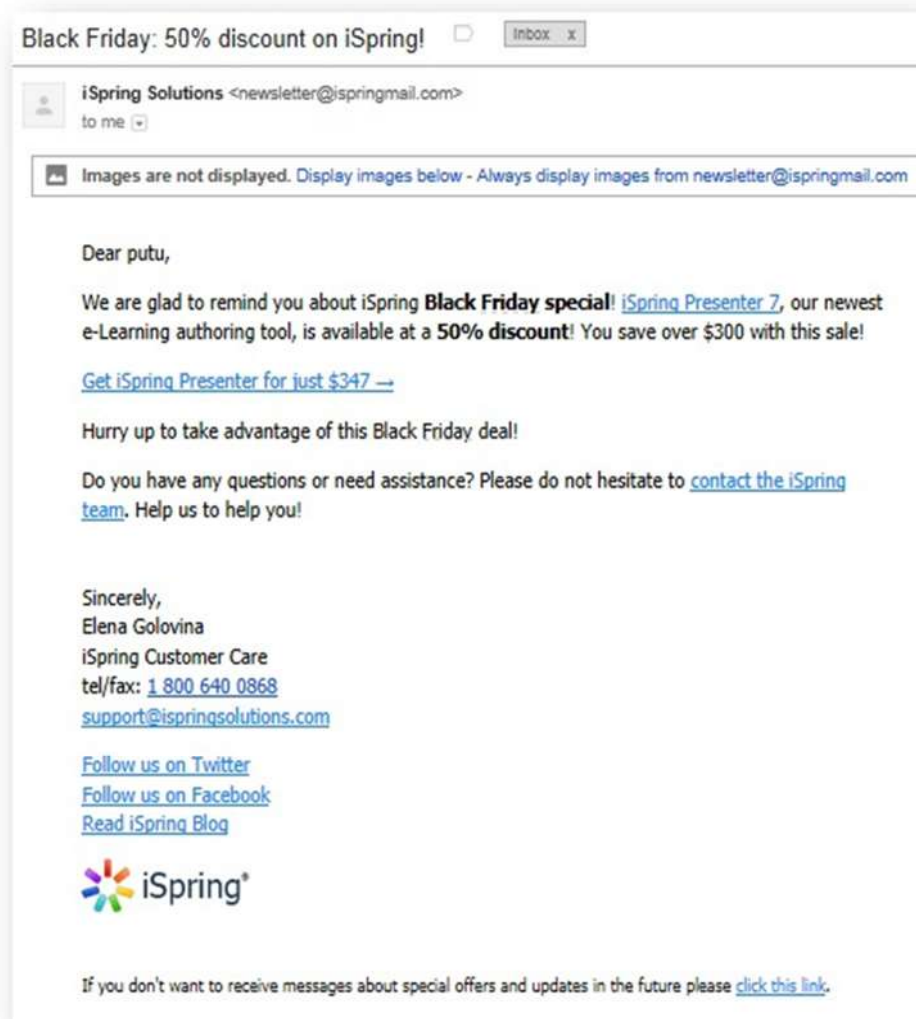 Black Friday: 50% discount on iSpring!
Inbox x
iSpring Solutions <newsletter@ispringmail.com>
to me
Images are not displayed. Display images below - Always display images from newsletter@ispringmail.com
Dear putu,
We are glad to remind you about iSpring Black Friday special! iSpring Presenter 7, our newest
e-Learning authoring tool, is available at a 50% discount! You save over $300 with this sale!
Get iSpring Presenter for just $347 →
Hurry up to take advantage of this Black Friday deal!
Do you have any questions or need assistance? Please do not hesitate to contact the iSpring
team. Help us to help you!
Sincerely,
Elena Golovina
iSpring Customer Care
tel/fax: 1 800 640 0868
support@ispringsolutions.com
Follow us on Twitter
Follow us on Facebook
Read iSpring Blog
iSpring®
If you don't want to receive messages about special offers and updates in the future please click this link.